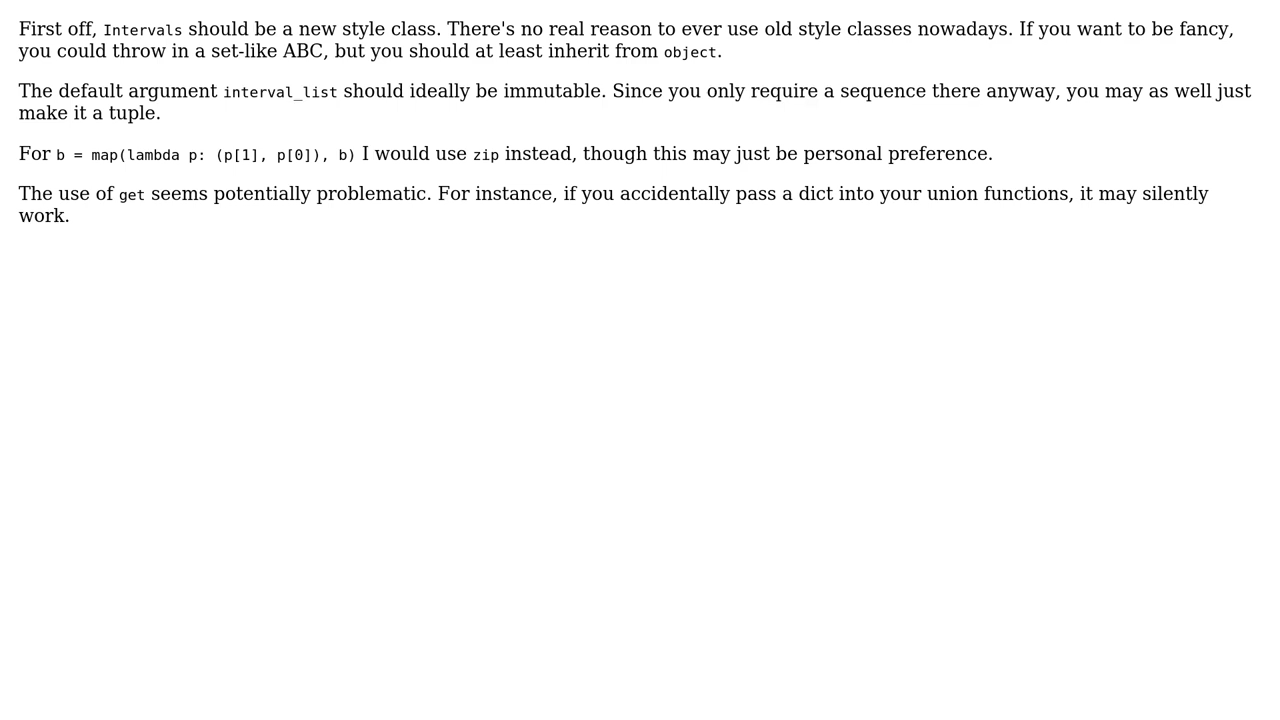 First off, Intervals should be a new style class. There's no real reason to ever use old style classes nowadays. If you want to be fancy,
you could throw in a set-like ABC, but you should at least inherit from object.
The default argument interval_list should ideally be immutable. Since you only require a sequence there anyway, you may as well just
make it a tuple.
For b = map(lambda p: (p[1], p[0]), b) I would use zip instead, though this may just be personal preference.
The use of get seems potentially problematic. For instance, if you accidentally pass a dict into your union functions, it may silently
work.